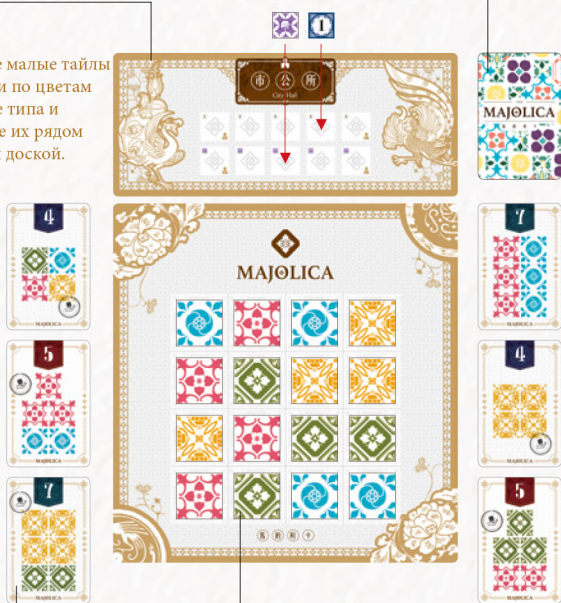 1
е малые тайлы
и по цветам
е типа и
е их рядом
доской.
市 公 所
City Hall
MAJOLICA
4
MAJOLICA
5
MAJOLICA
7
MAJOLICA
MAJOLICA
7
MAJOLICA
4
MAJOLICA
5
MAJOLICA